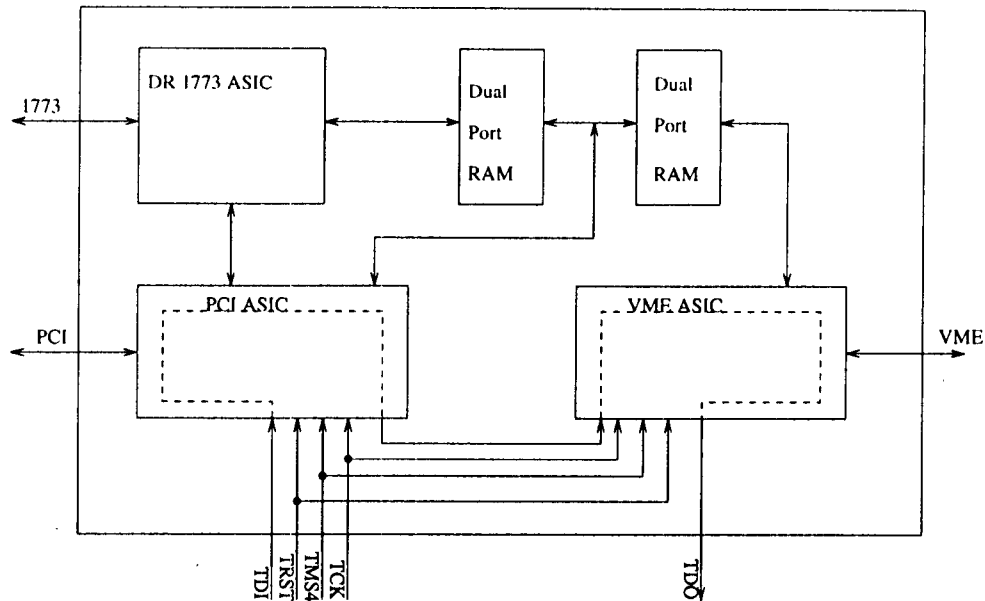 1773
DR 1773 ASIC
Dual
Port
RAM
Dual
Port
RAM
PCI ASIC
VME ASIC
PCI
VME
TDI
TRST
TMS4
TCK
TDO